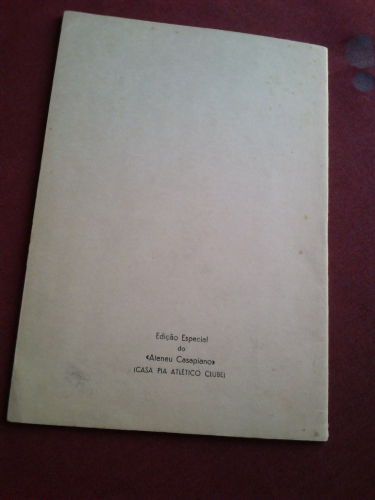 Edição Especial
do
«Ateneu Casapiano»
(CASA PIA ATLÉTICO CLUBE)